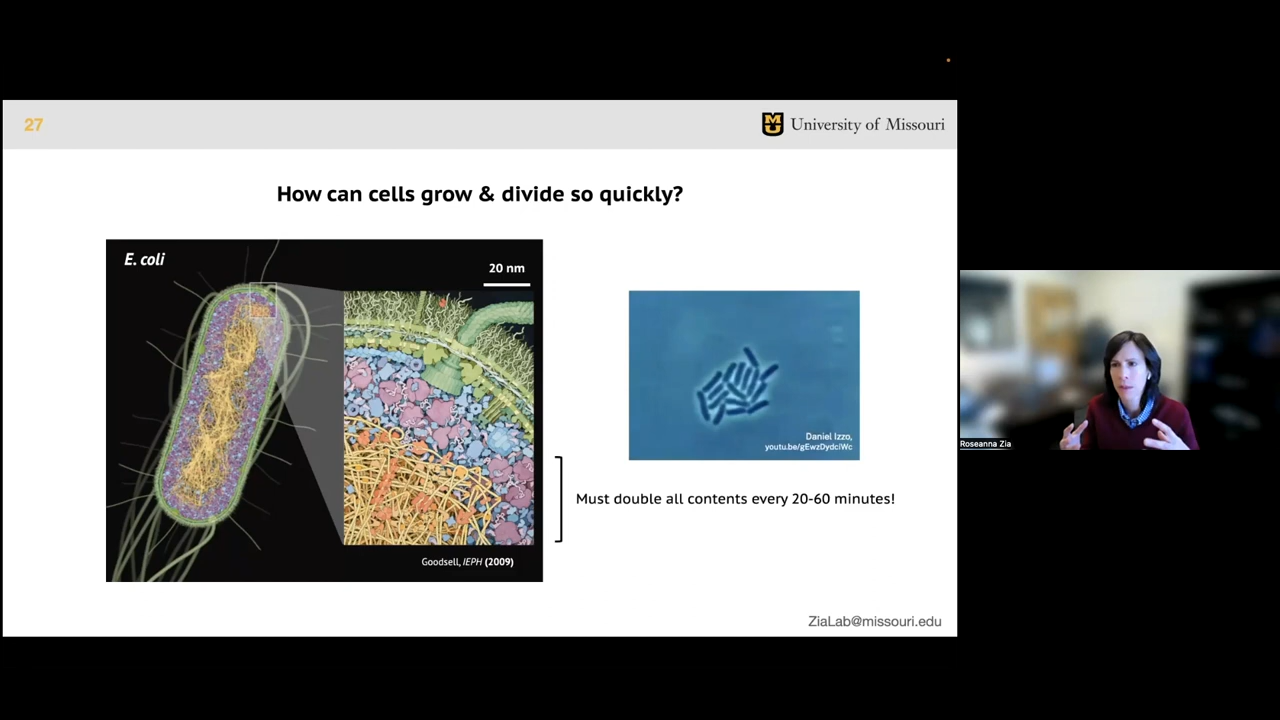 27
University of Missouri
How can cells grow & divide so quickly?
E. coli
20 nm
Daniel Izzo,
youtu.be/gEwzDydciWc
Must double all contents every 20-60 minutes!
Goodsell, IEPH (2009)
ZiaLab@missouri.edu
Roseanna Zia